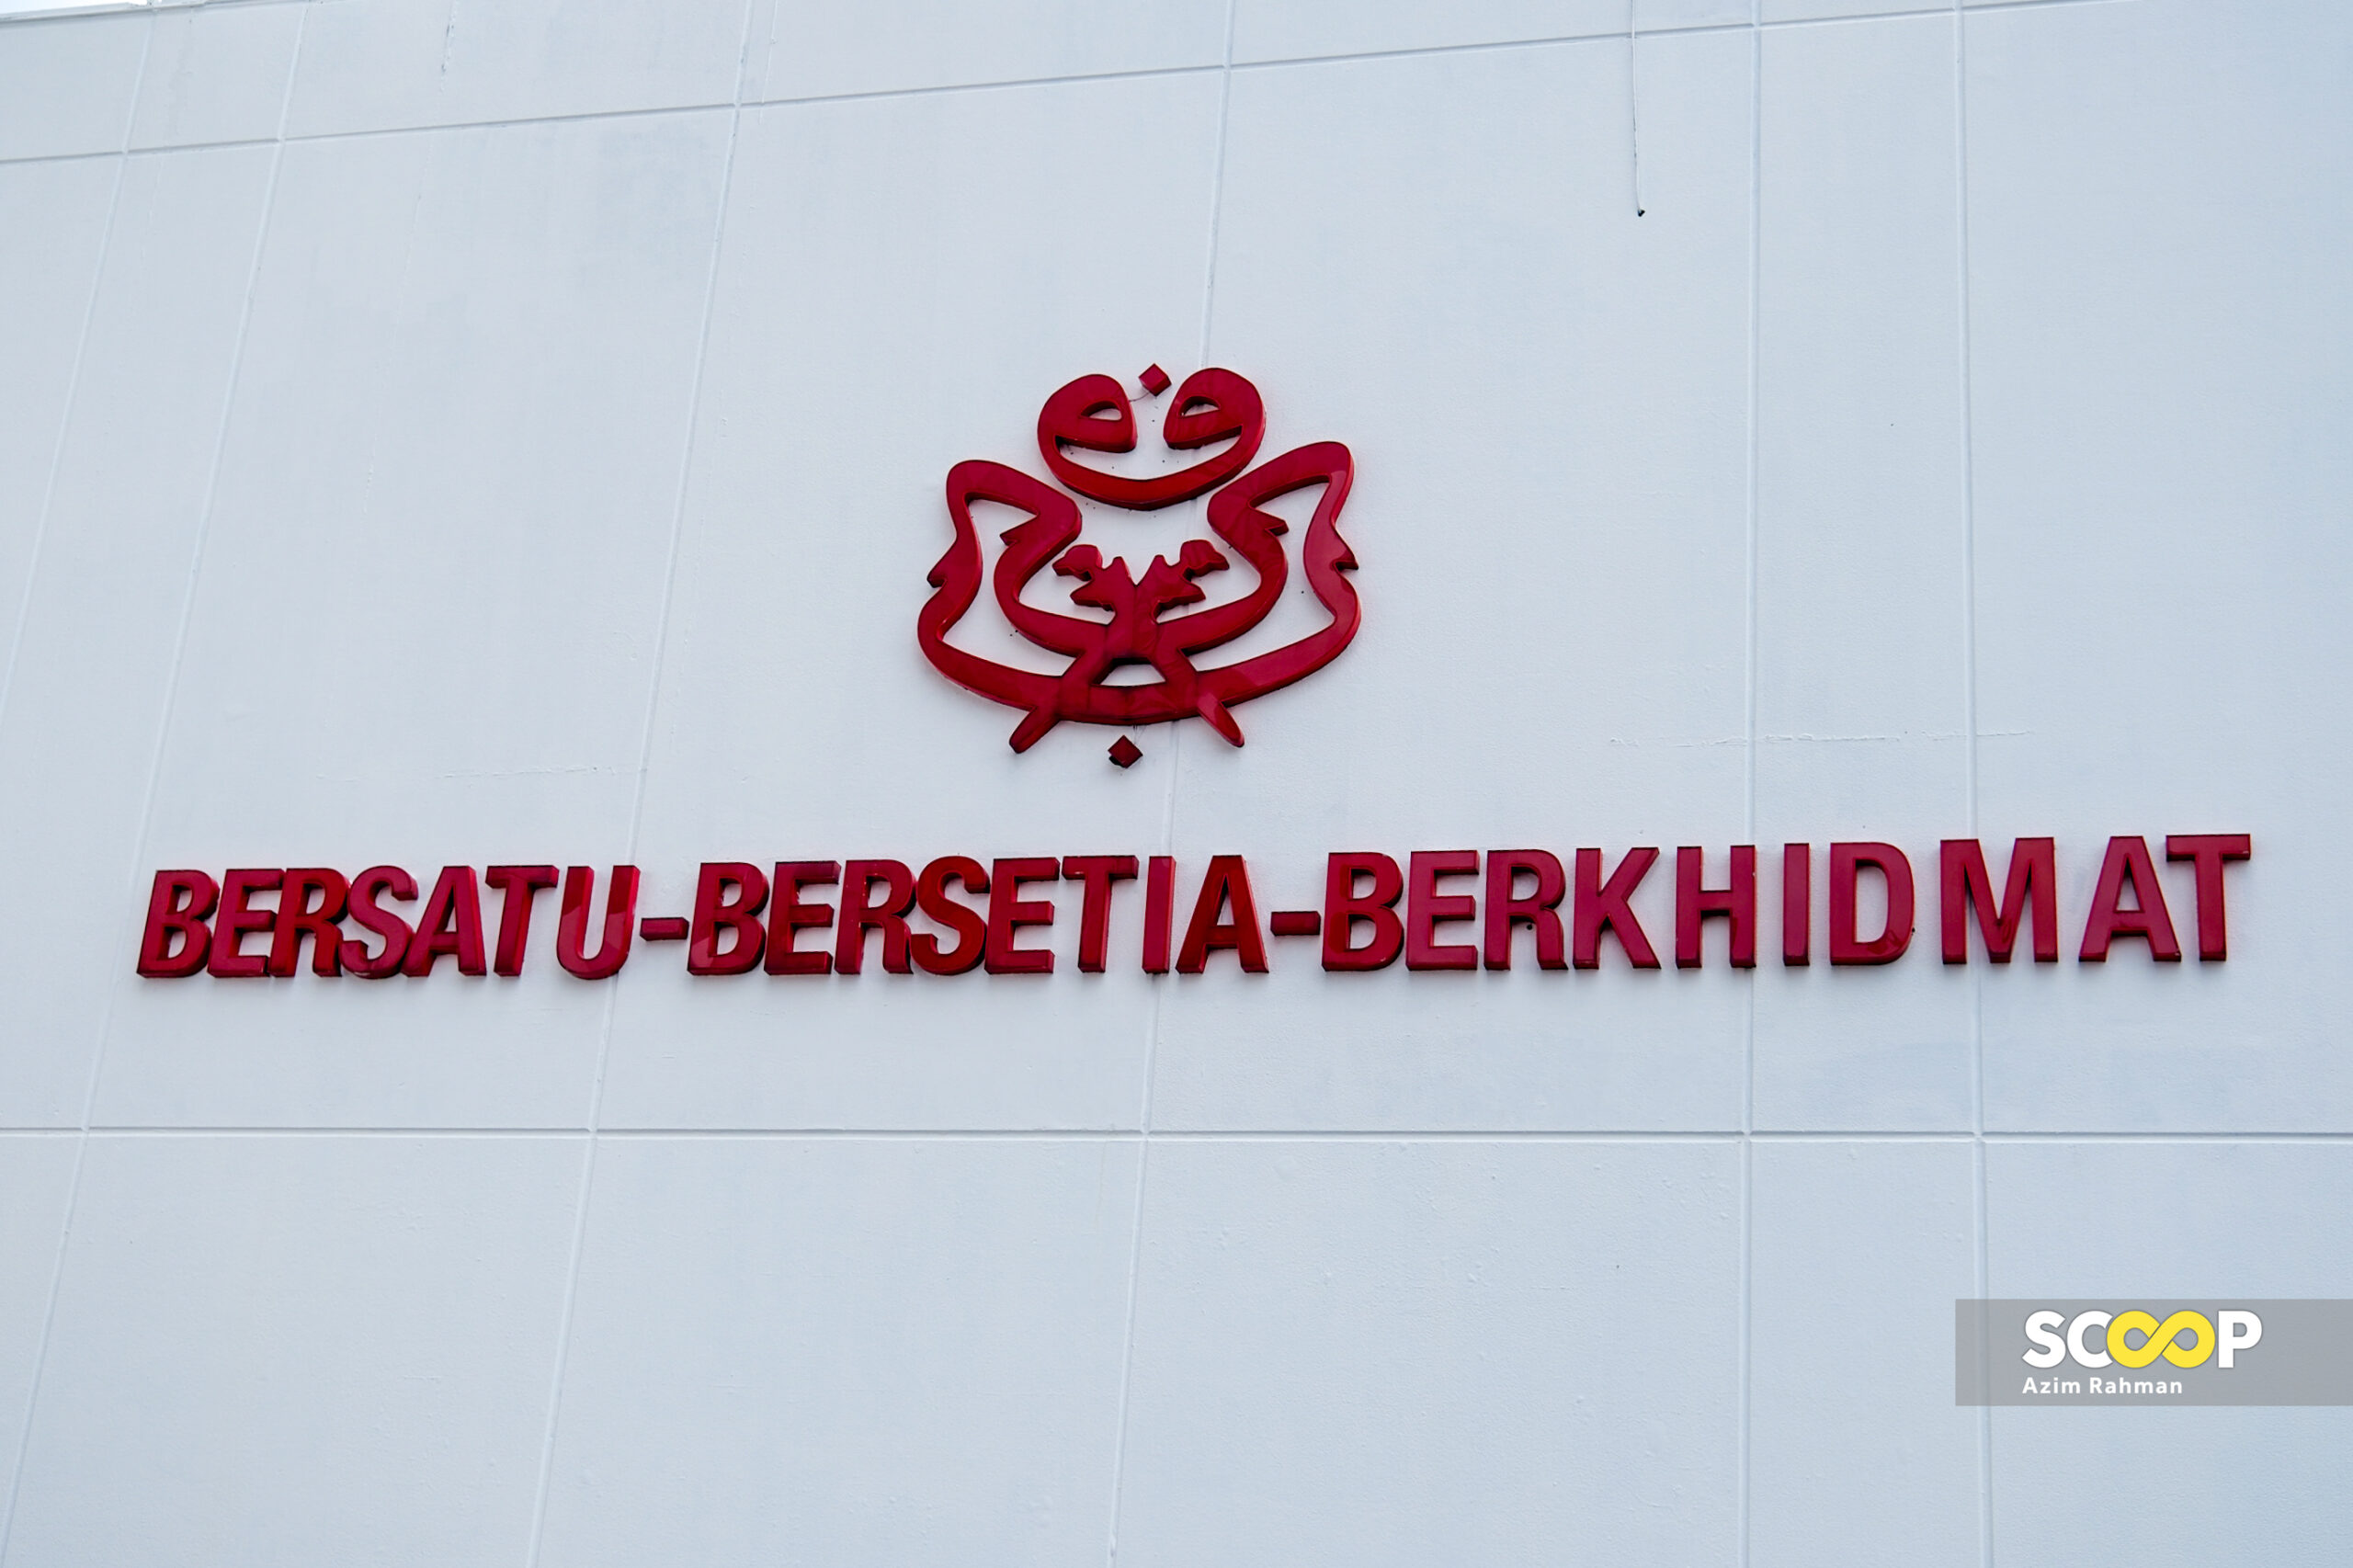 BERSATU-BERSETIA-BERKHIDMAT
SCOOP
Azim Rahman